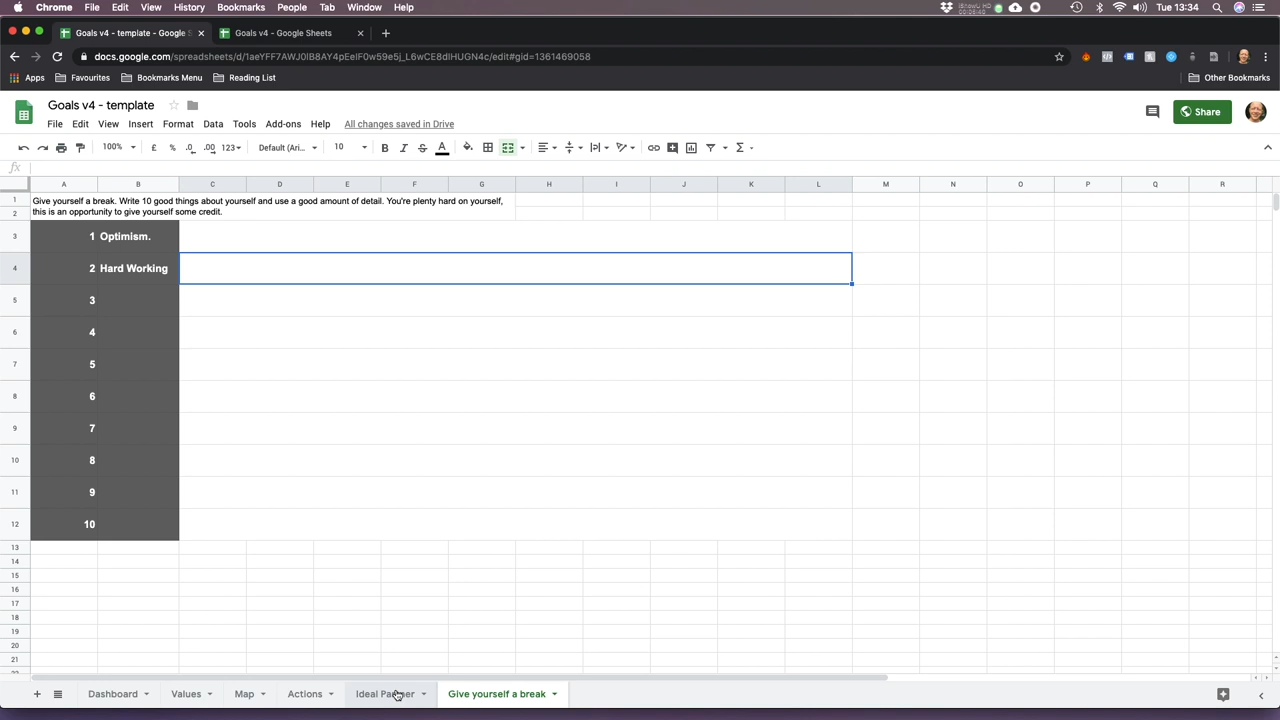 Chrome File Edit View History Bookmarks People Tab Window Help Tue 13:34
Goals v4 - template - Google S Goals v4 - Google Sheets
docs.google.com/spreadsheets/d/1aeYFF7AWJ0IB8AY4pEeIF0w59e5j_L6wCE8dIHUGN4c/edit#gid=1361469058
Apps Favourites Bookmarks Menu Reading List Other Bookmarks
Goals v4 - template
File Edit View Insert Format Data Tools Add-ons Help All changes saved in Drive Share
100% £ % .0 .00 123 Default (Ari... 10 B I S A Σ
fx
A B C D E F G H I J K L M N O P Q R
1 Give yourself a break. Write 10 good things about yourself and use a good amount of detail. You're plenty hard on yourself,
2 this is an opportunity to give yourself some credit.
3 1 Optimism.
4 2 Hard Working
5 3
6 4
7 5
8 6
9 7
10 8
11 9
12 10
13
14
15
16
17
18
19
20
21
Dashboard Values Map Actions Ideal Partner Give yourself a break